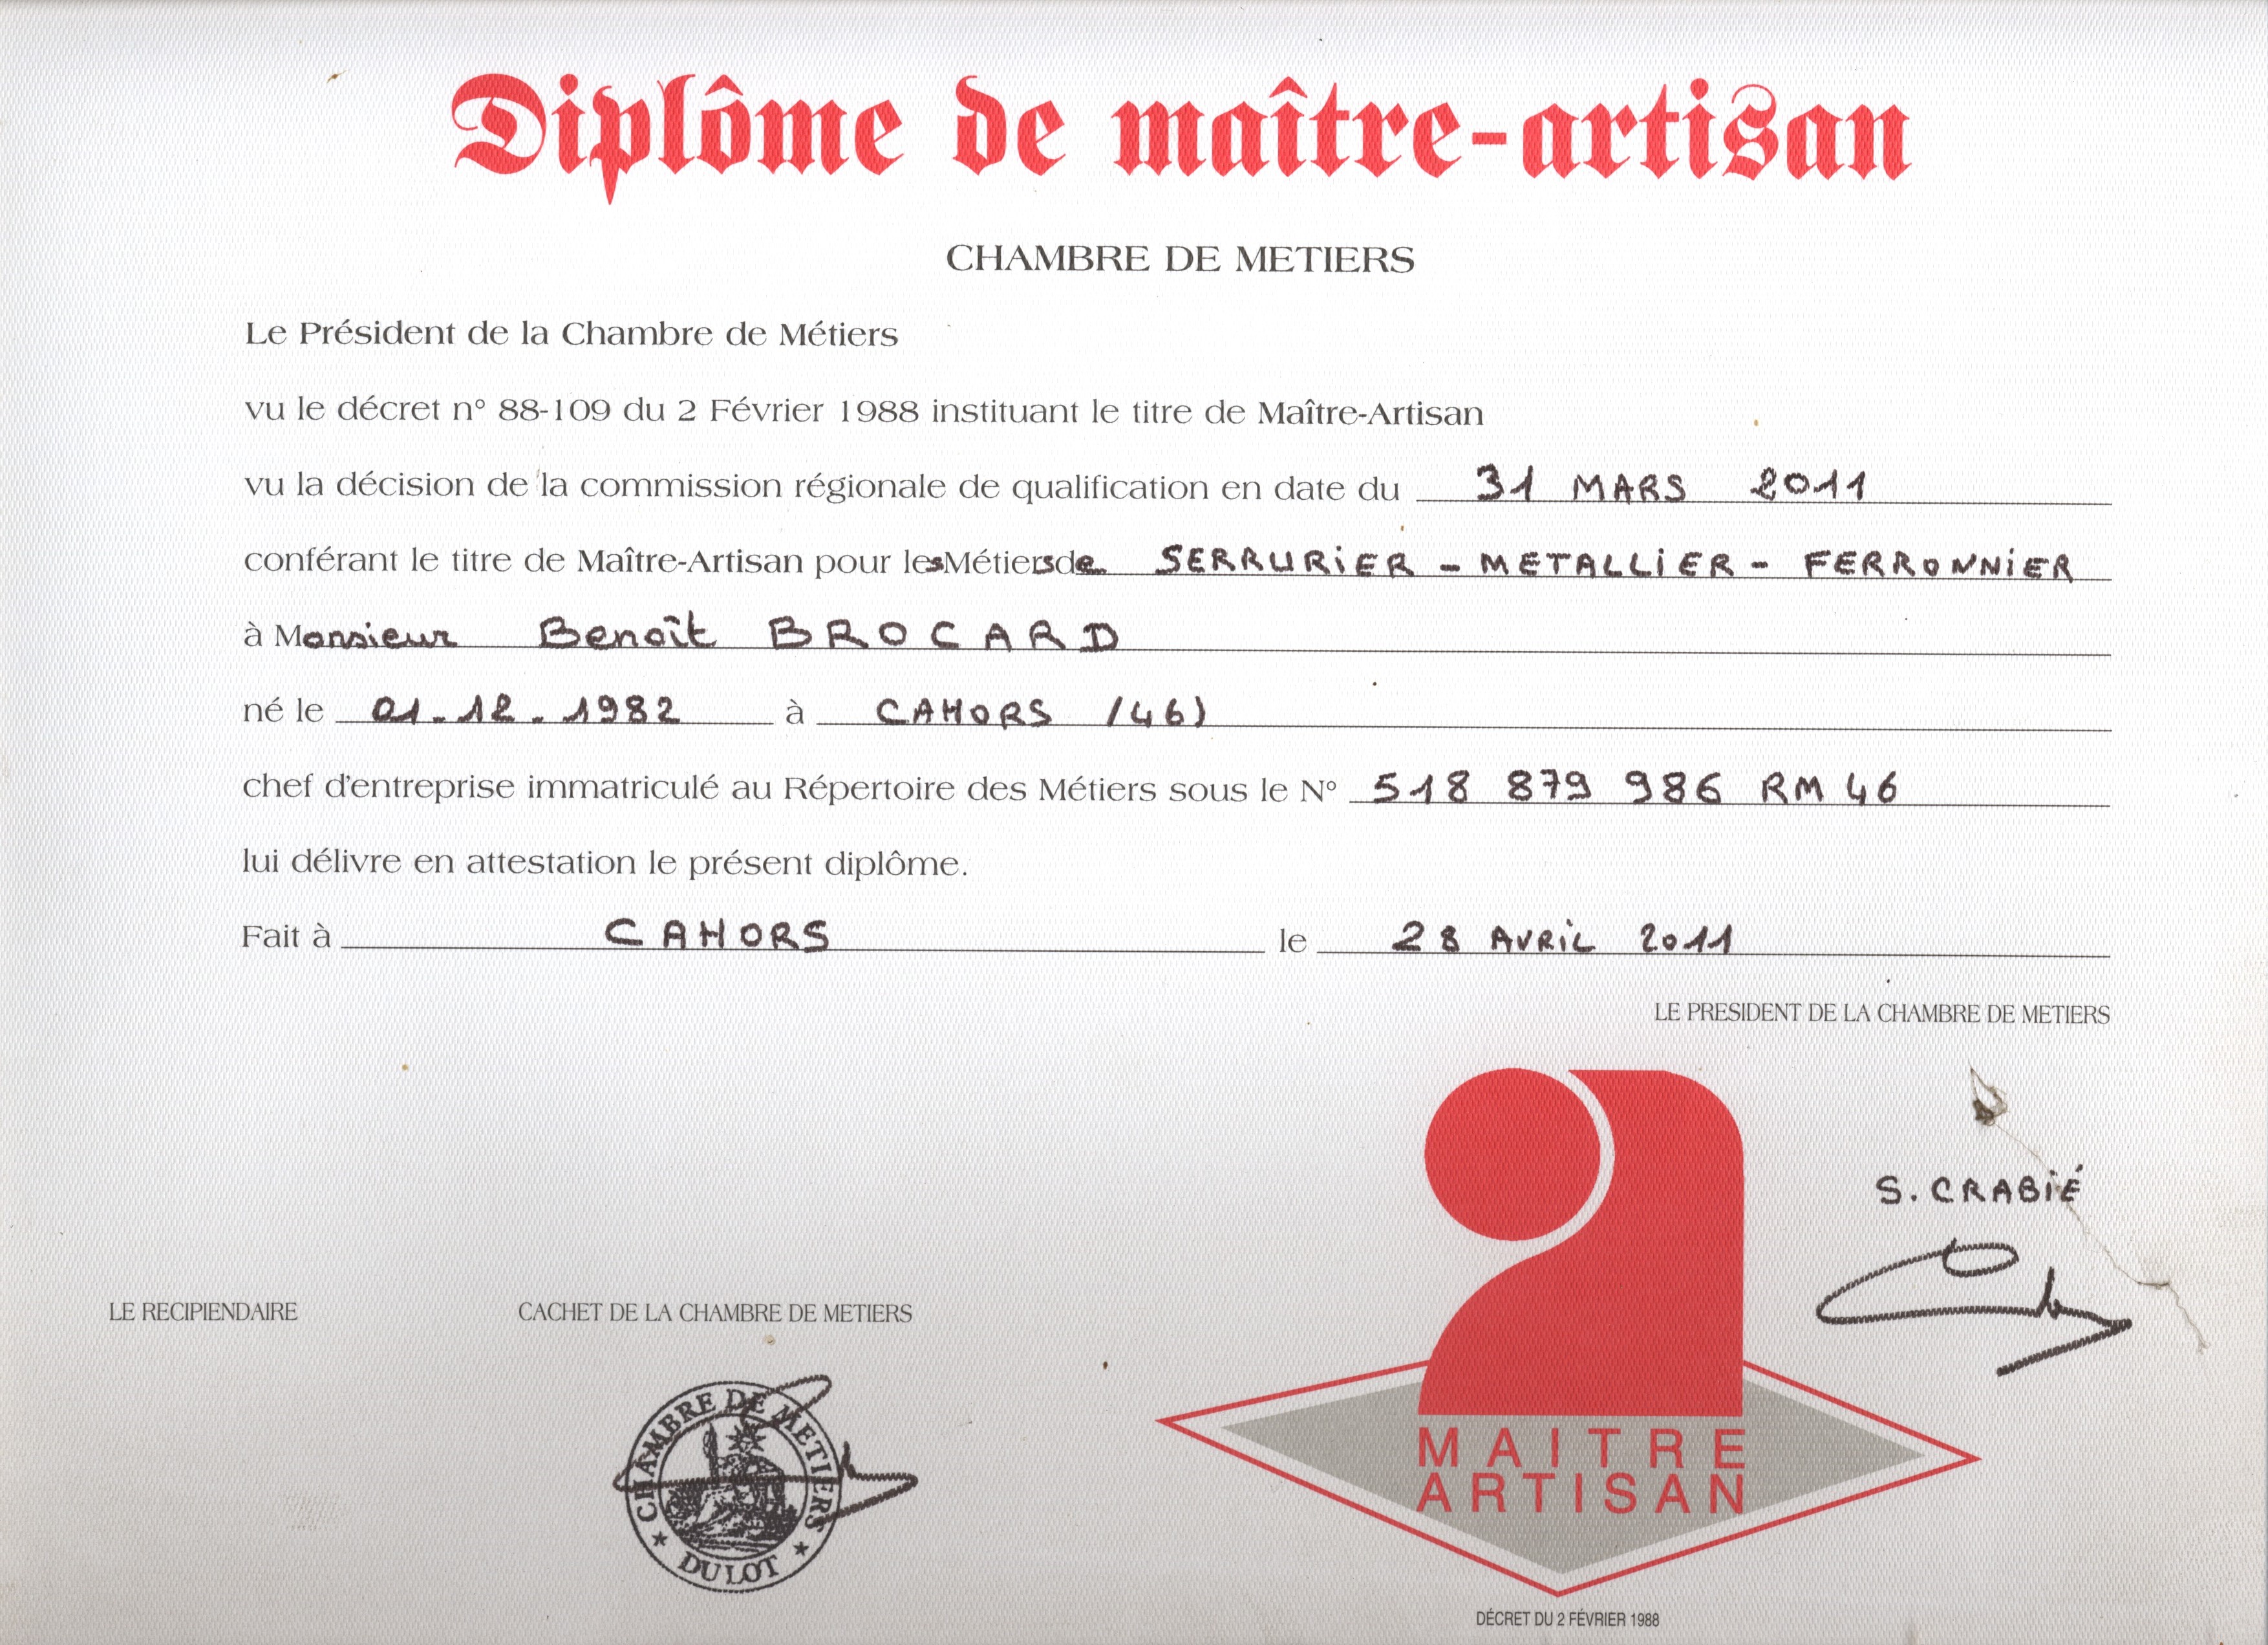 Diplôme de maître-artisan
CHAMBRE DE METIERS
Le Président de la Chambre de Métiers
vu le décret n° 88-109 du 2 Février 1988 instituant le titre de Maître-Artisan
vu la décision de la commission régionale de qualification en date du 31 MARS 2011
conférant le titre de Maître-Artisan pour les Métiers de SERRURIER - METALLIER - FERRONNIER
à Monsieur Benoît BROCARD
né le 01.12.1982 à CAHORS (46)
chef d'entreprise immatriculé au Répertoire des Métiers sous le N° 518 879 986 RM 46
lui délivre en attestation le présent diplôme.
Fait à CAHORS le 28 AVRIL 2011
LE PRESIDENT DE LA CHAMBRE DE METIERS
S. CRABIÉ
LE RECIPIENDAIRE
CACHET DE LA CHAMBRE DE METIERS
CHAMBRE DE METIERS
DU LOT
MAITRE
ARTISAN
DÉCRET DU 2 FÉVRIER 1988